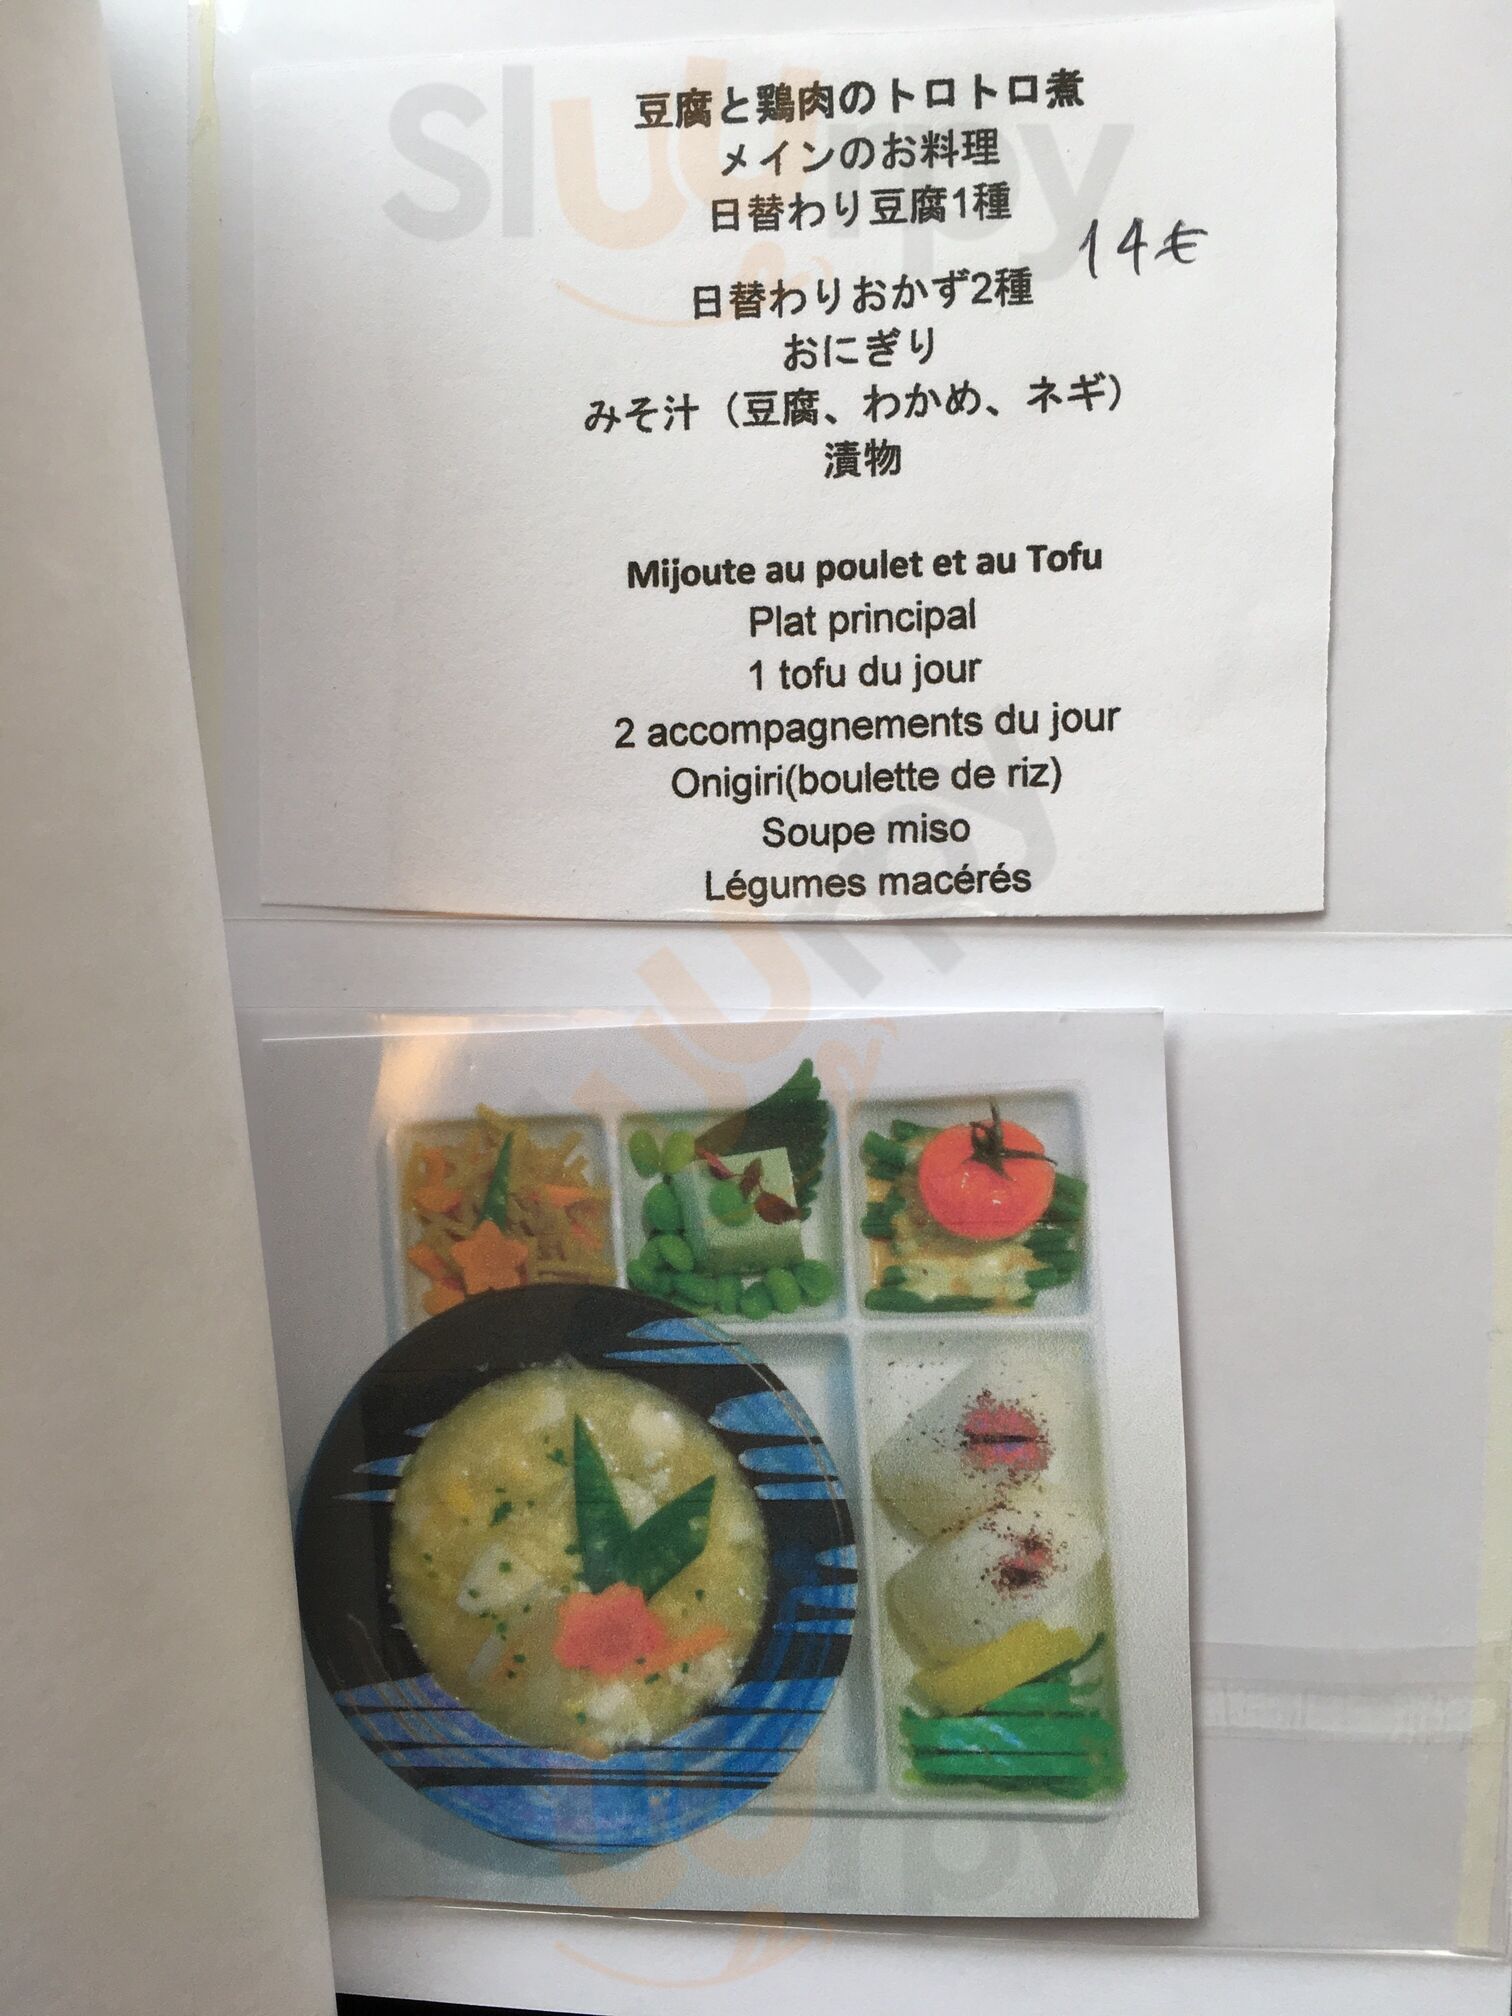 豆腐と鶏肉のトロトロ煮
メインのお料理
日替わり豆腐1種
14€
日替わりおかず2種
おにぎり
みそ汁（豆腐、わかめ、ネギ）
漬物
Mijoute au poulet et au Tofu
Plat principal
1 tofu du jour
2 accompagnements du jour
Onigiri(boulette de riz)
Soupe miso
Légumes macérés
Sluurpy
Sluurpy
Sluurpy